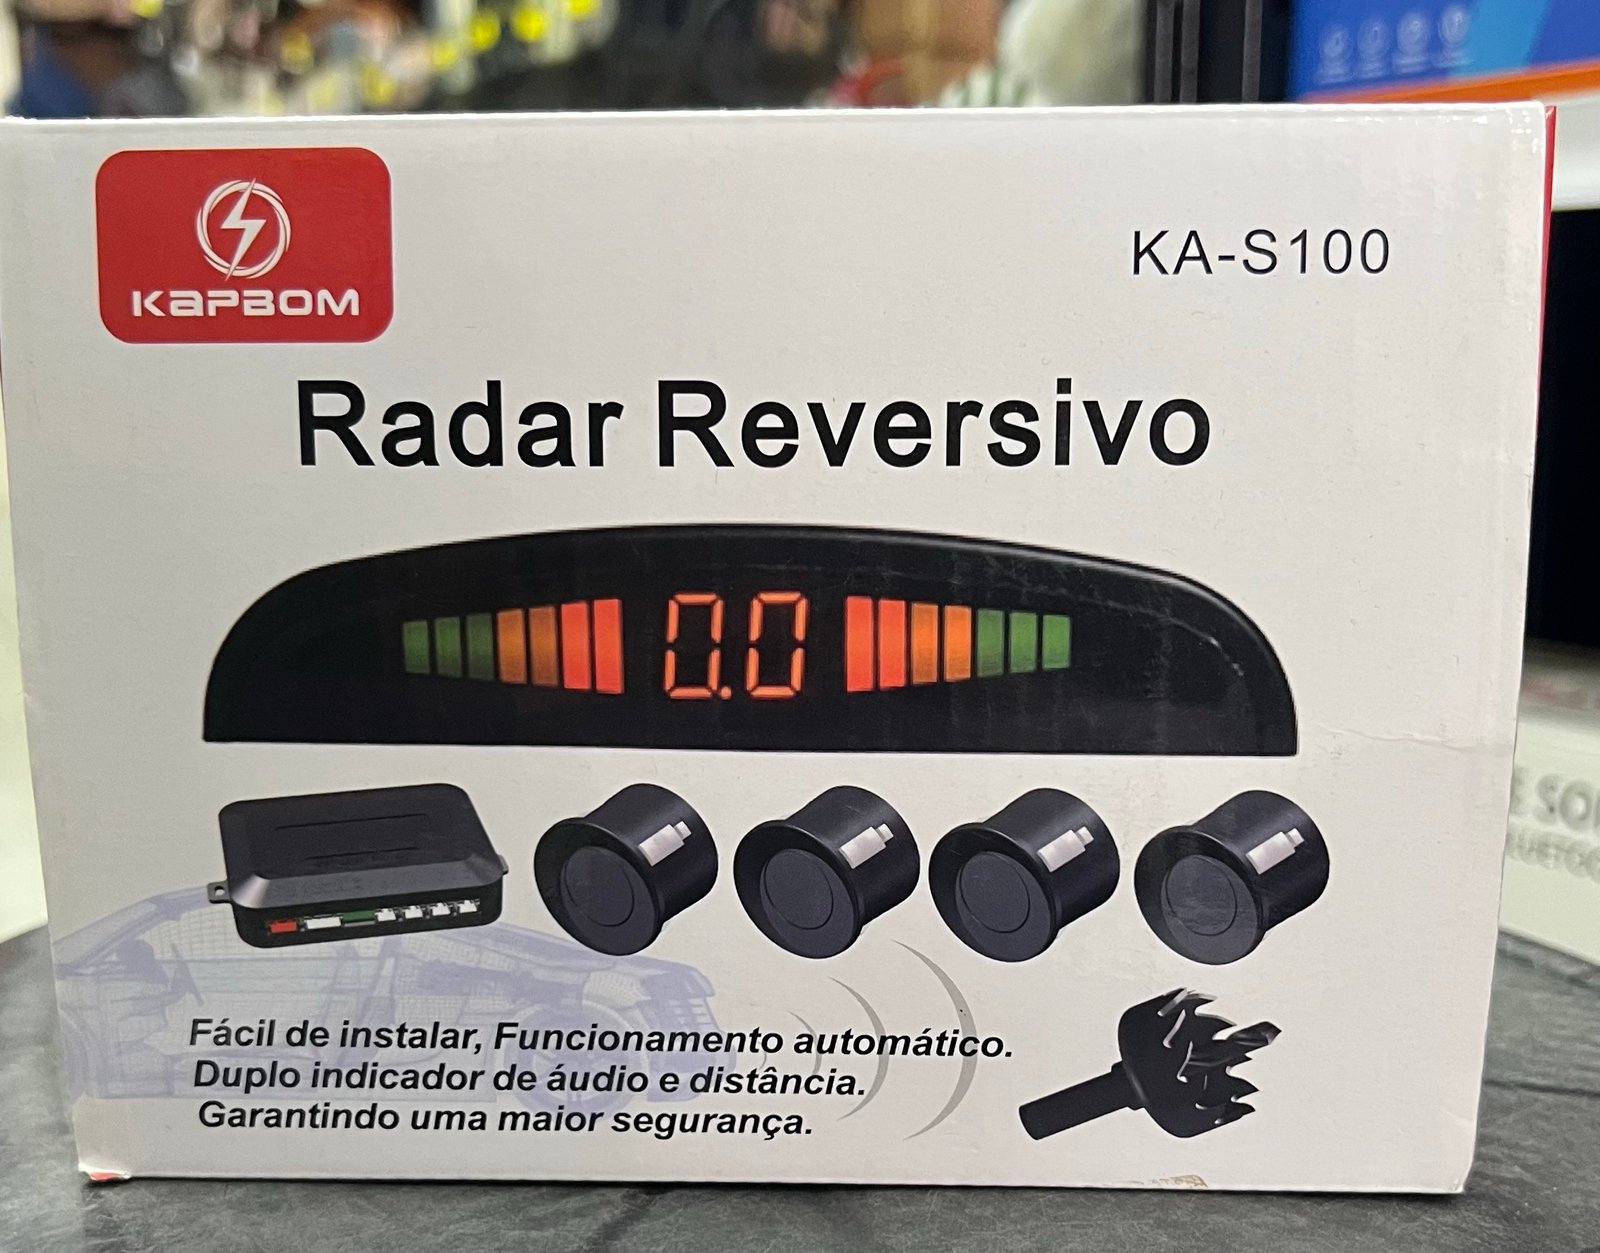 KAPBOM
KA-S100
Radar Reversivo
0.0
Fácil de instalar, Funcionamento automático.
Duplo indicador de áudio e distância.
Garantindo uma maior segurança.